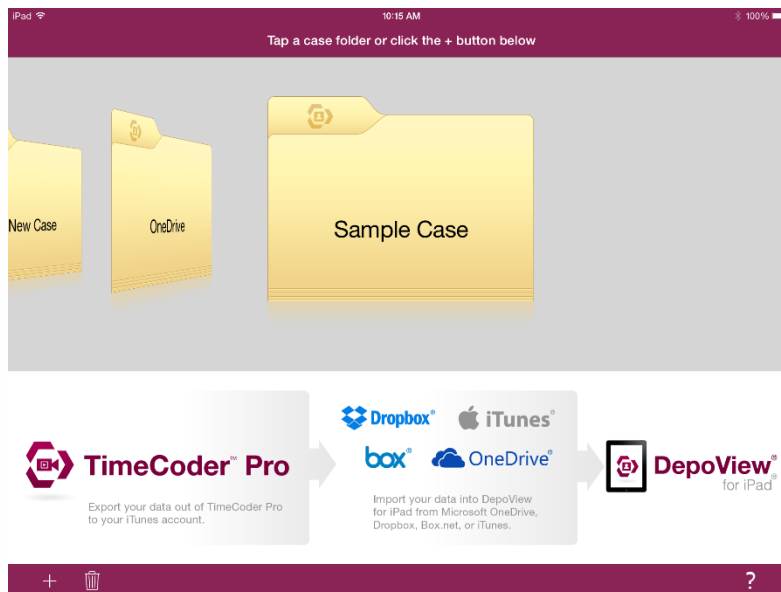 iPad 10:15 AM 100%
Tap a case folder or click the + button below
New Case
OneDrive
Sample Case
TimeCoder™ Pro
Export your data out of TimeCoder Pro
to your iTunes account.
Dropbox® iTunes®
box® OneDrive®
Import your data into DepoView
for iPad from Microsoft OneDrive,
Dropbox, Box.net, or iTunes.
DepoView®
for iPad®
+ ?